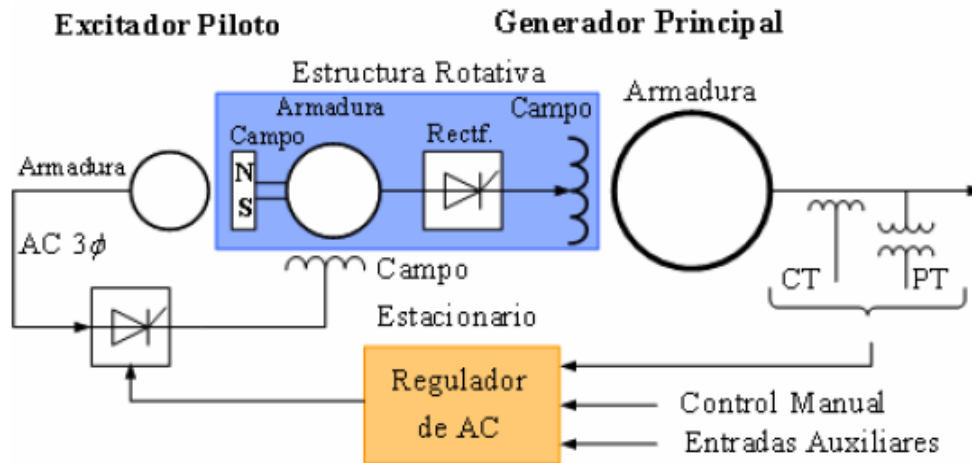 Excitador Piloto
Generador Principal
Estructura Rotativa
Armadura
Campo
Armadura
Campo
Rectf.
Armadura
N
S
AC 3ϕ
Campo
CT
PT
Estacionario
Regulador
de AC
Control Manual
Entradas Auxiliares